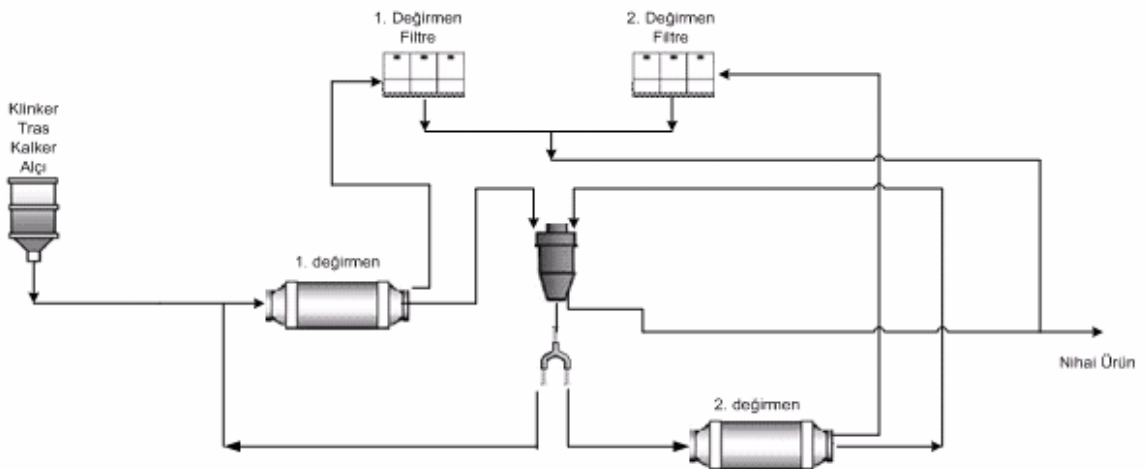 1. Değirmen
Filtre
2. Değirmen
Filtre
Klinker
Tras
Kalker
Alçı
1. değirmen
Nihai Ürün
2. değirmen